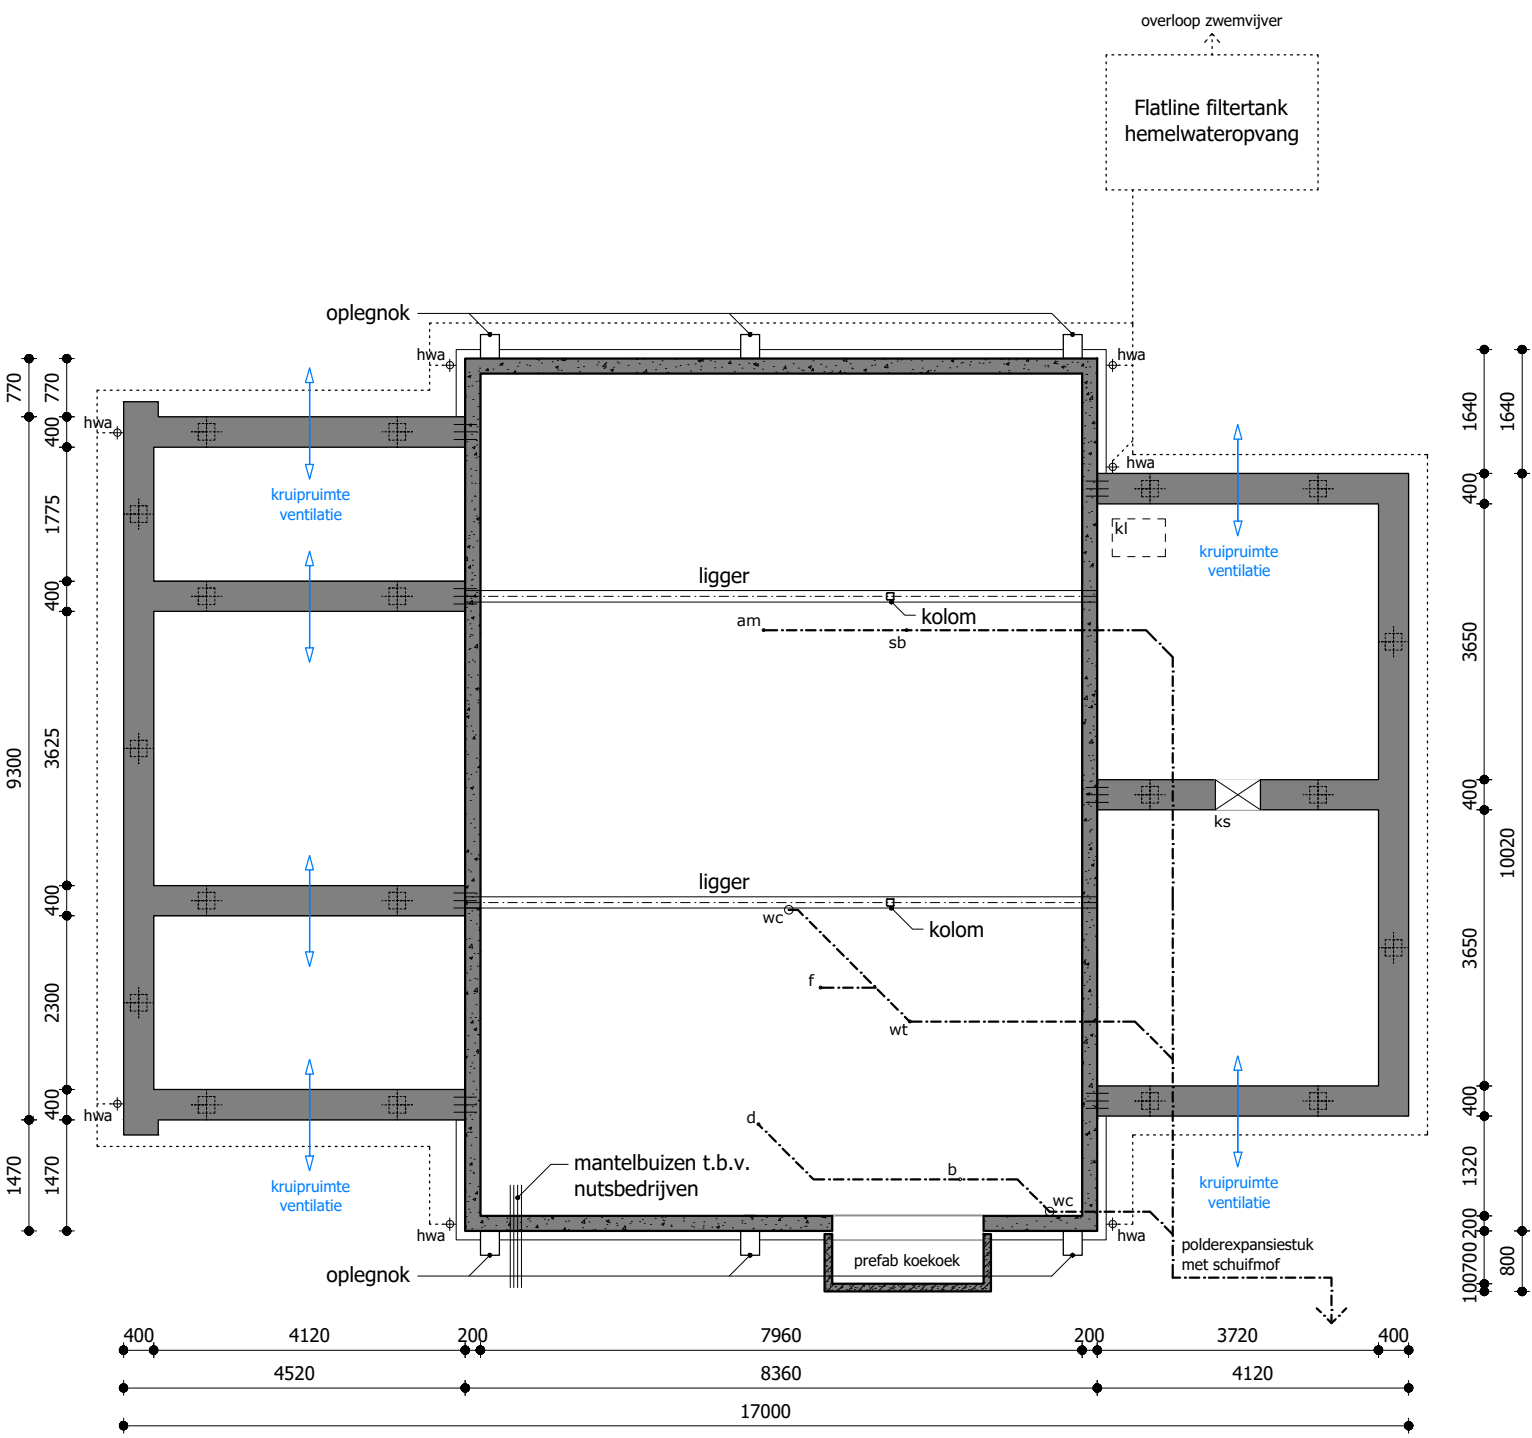 overloop zwemvijver
Flatline filtertank
hemelwateropvang
oplegnok
hwa
hwa
hwa
hwa
kruipruimte
ventilatie
kl
kruipruimte
ventilatie
ligger
kolom
am
sb
ks
ligger
wc
kolom
f
wt
hwa
d
mantelbuizen t.b.v.
nutsbedrijven
b
wc
kruipruimte
ventilatie
kruipruimte
ventilatie
hwa
hwa
polderexpansiestuk
met schuifmof
prefab koekoek
oplegnok
770
9300
1470
770
400
1775
400
3625
400
2300
400
1470
1640
400
3650
400
3650
400
1320
200
700
100
1640
10020
800
400 4120 200 7960 200 3720 400
4520 8360 4120
17000